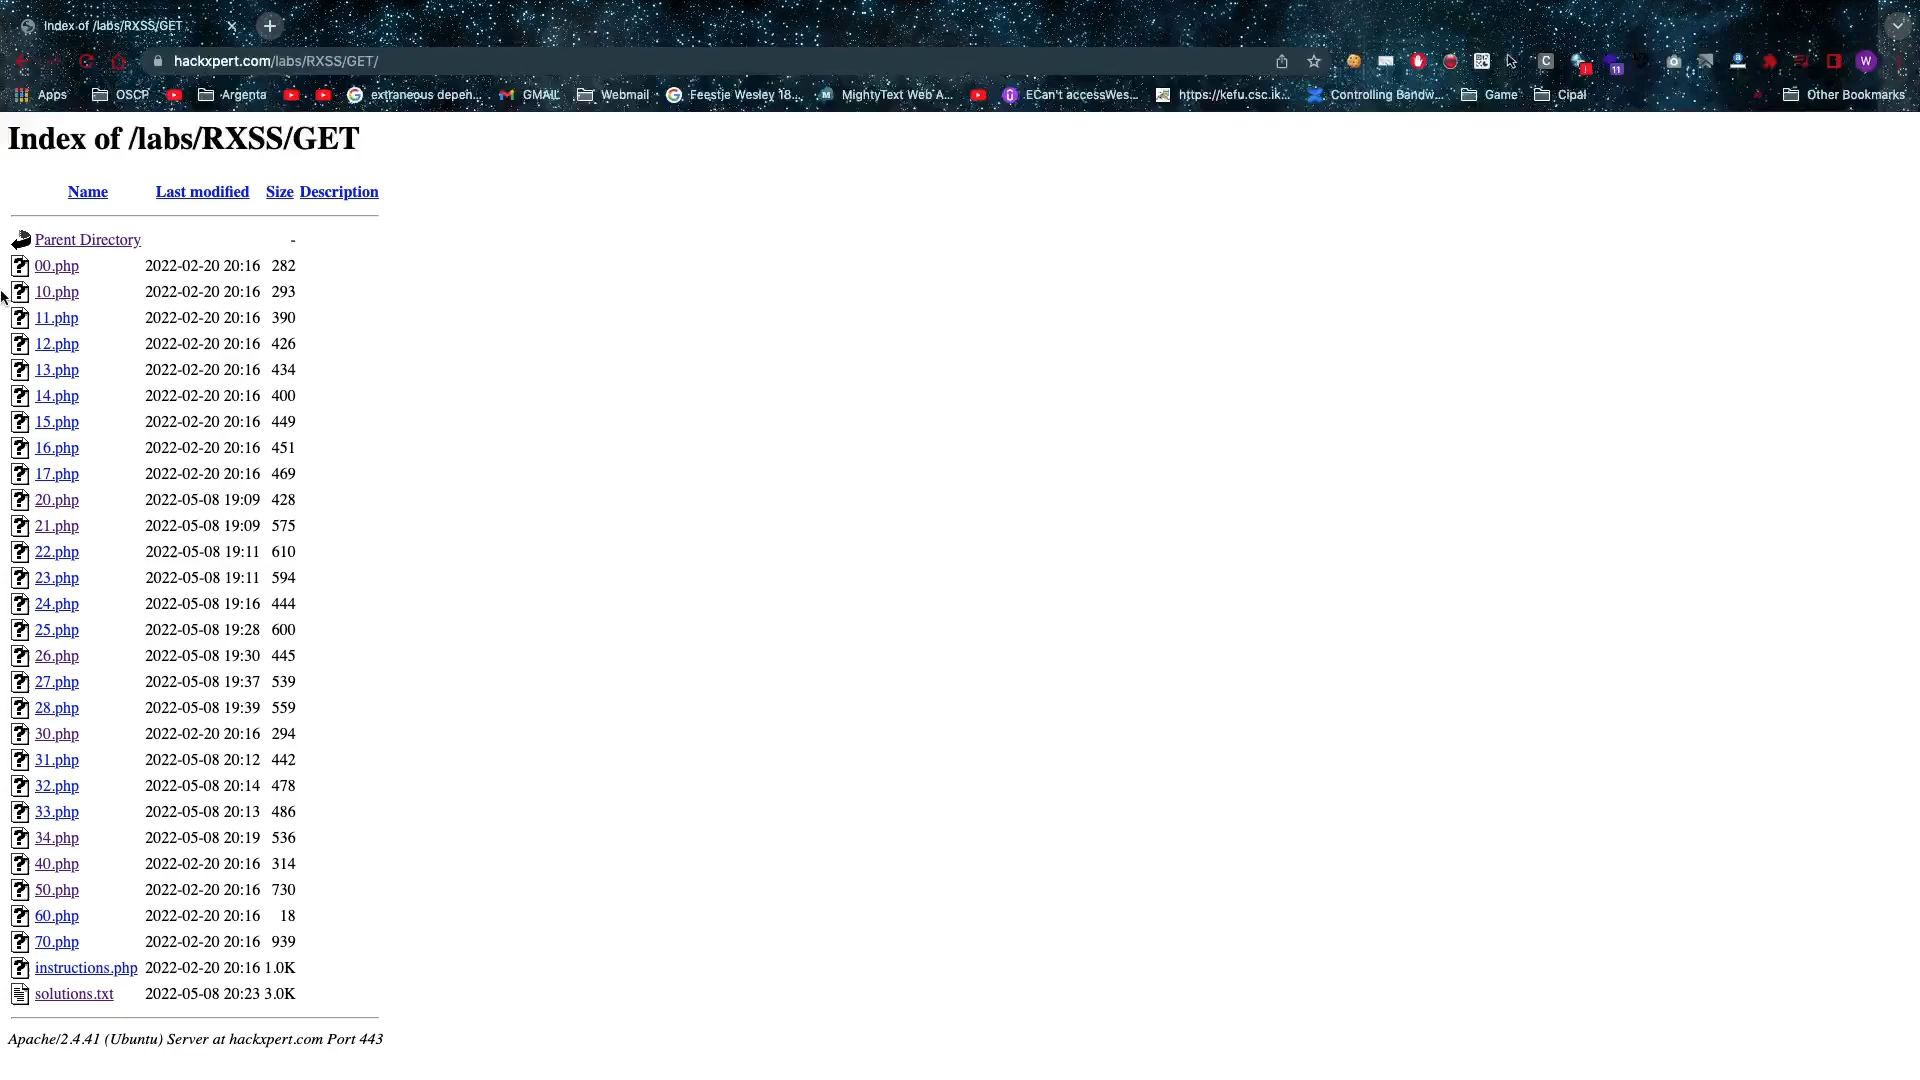 Index of /labs/RXSS/GET
hackxpert.com/labs/RXSS/GET/
C
1
11
W
Apps OSCP Argenta extraneous depeh... GMAIL Webmail Feestje Wesley 18... MightyText Web A... ECan't accessWes... https://kefu.csc.ik... Controlling Bandw... Game Cipal Other Bookmarks
Index of /labs/RXSS/GET
Name Last modified Size Description
Parent Directory -
00.php 2022-02-20 20:16 282
10.php 2022-02-20 20:16 293
11.php 2022-02-20 20:16 390
12.php 2022-02-20 20:16 426
13.php 2022-02-20 20:16 434
14.php 2022-02-20 20:16 400
15.php 2022-02-20 20:16 449
16.php 2022-02-20 20:16 451
17.php 2022-02-20 20:16 469
20.php 2022-05-08 19:09 428
21.php 2022-05-08 19:09 575
22.php 2022-05-08 19:11 610
23.php 2022-05-08 19:11 594
24.php 2022-05-08 19:16 444
25.php 2022-05-08 19:28 600
26.php 2022-05-08 19:30 445
27.php 2022-05-08 19:37 539
28.php 2022-05-08 19:39 559
30.php 2022-02-20 20:16 294
31.php 2022-05-08 20:12 442
32.php 2022-05-08 20:14 478
33.php 2022-05-08 20:13 486
34.php 2022-05-08 20:19 536
40.php 2022-02-20 20:16 314
50.php 2022-02-20 20:16 730
60.php 2022-02-20 20:16 18
70.php 2022-02-20 20:16 939
instructions.php 2022-02-20 20:16 1.0K
solutions.txt 2022-05-08 20:23 3.0K
Apache/2.4.41 (Ubuntu) Server at hackxpert.com Port 443